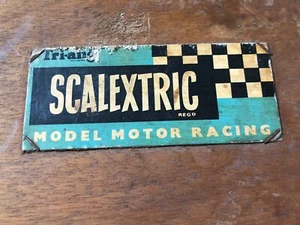 Tri-ang
SCALEXTRIC
REGD
MODEL MOTOR RACING